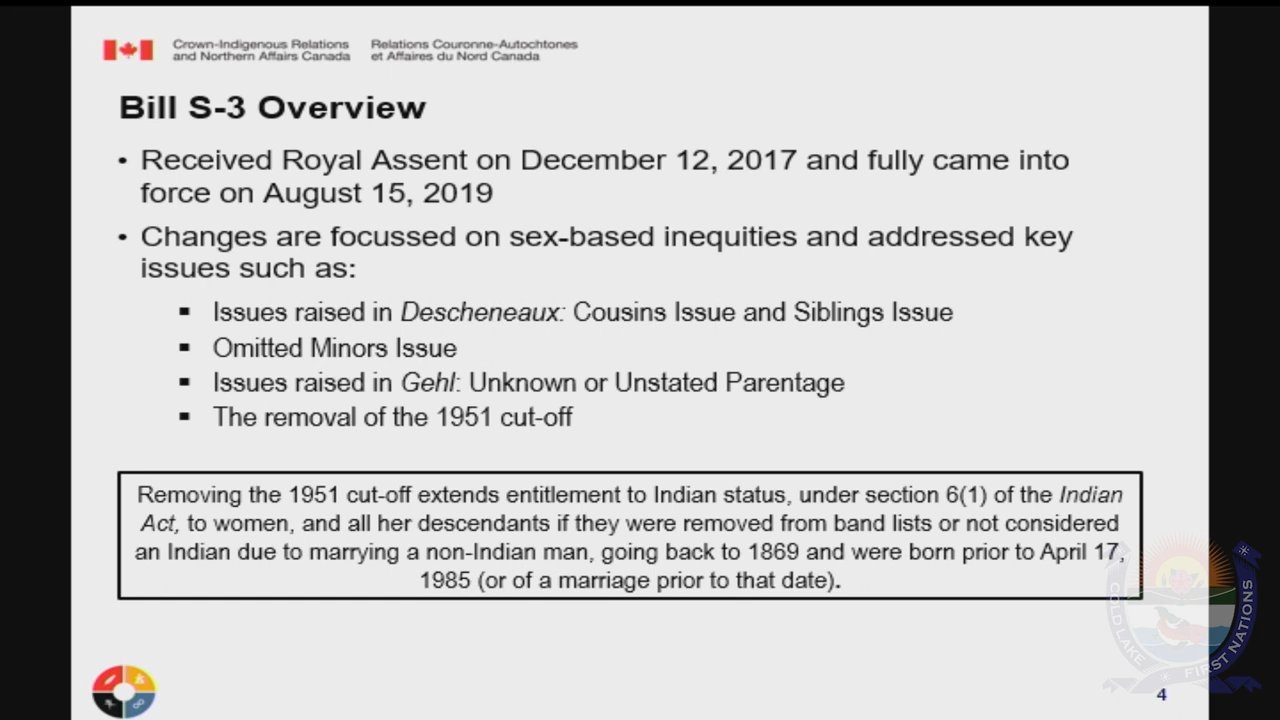 Crown-Indigenous Relations
and Northern Affairs Canada
Relations Couronne-Autochtones
et Affaires du Nord Canada
Bill S-3 Overview
• Received Royal Assent on December 12, 2017 and fully came into
force on August 15, 2019
• Changes are focussed on sex-based inequities and addressed key
issues such as:
▪ Issues raised in Descheneaux: Cousins Issue and Siblings Issue
▪ Omitted Minors Issue
▪ Issues raised in Gehl: Unknown or Unstated Parentage
▪ The removal of the 1951 cut-off
Removing the 1951 cut-off extends entitlement to Indian status, under section 6(1) of the Indian
Act, to women, and all her descendants if they were removed from band lists or not considered
an Indian due to marrying a non-Indian man, going back to 1869 and were born prior to April 17,
1985 (or of a marriage prior to that date).
COLD LAKE
FIRST NATIONS
4